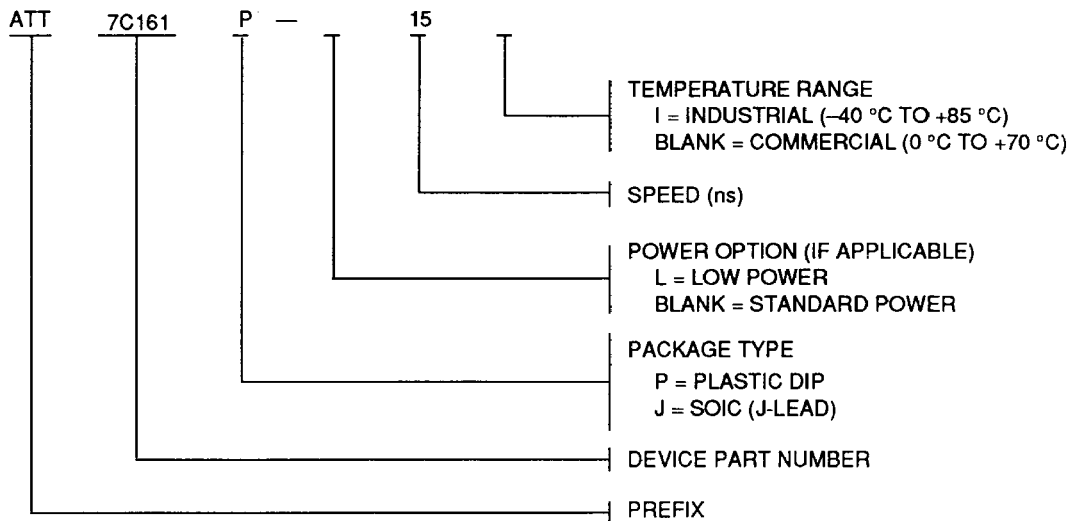 ATT 7C161 P — 15
TEMPERATURE RANGE
I = INDUSTRIAL (–40 °C TO +85 °C)
BLANK = COMMERCIAL (0 °C TO +70 °C)
SPEED (ns)
POWER OPTION (IF APPLICABLE)
L = LOW POWER
BLANK = STANDARD POWER
PACKAGE TYPE
P = PLASTIC DIP
J = SOIC (J-LEAD)
DEVICE PART NUMBER
PREFIX